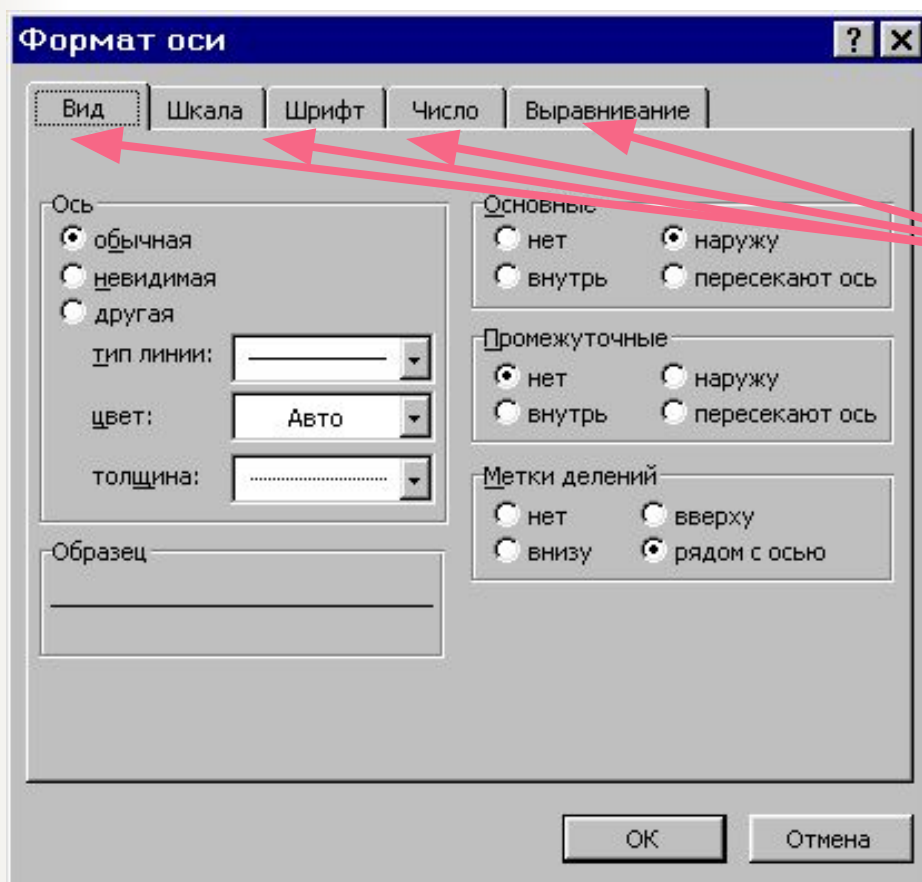 Формат оси
Вид Шкала Шрифт Число Выравнивание
Ось
обычная
невидимая
другая
тип линии:
цвет: Авто
толщина:
Образец
Основные
нет наружу
внутрь пересекают ось
Промежуточные
нет наружу
внутрь пересекают ось
Метки делений
нет вверху
внизу рядом с осью
ОК Отмена